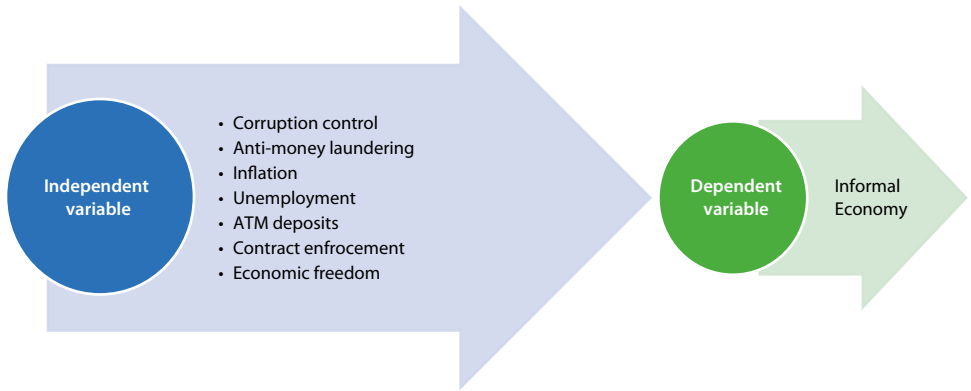 Independent
variable
• Corruption control
• Anti-money laundering
• Inflation
• Unemployment
• ATM deposits
• Contract enfrocement
• Economic freedom
Dependent
variable
Informal
Economy